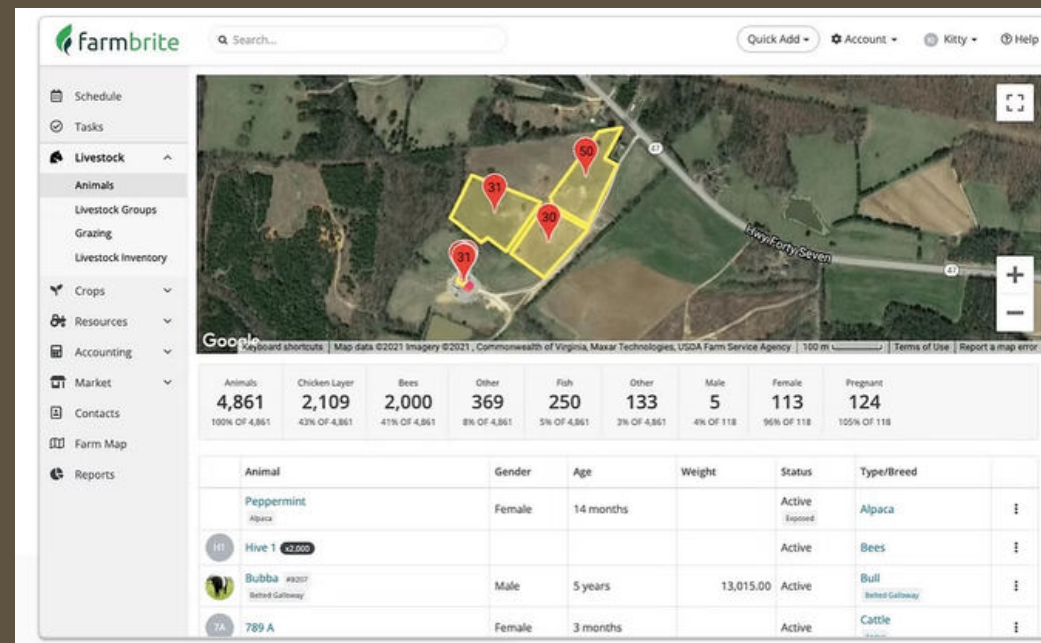 farmbrite
Search...
Quick Add
Account
Kitty
Help
Schedule
Tasks
Livestock
Animals
Livestock Groups
Grazing
Livestock Inventory
Crops
Resources
Accounting
Market
Contacts
Farm Map
Reports
50
31
30
31
47
Hwy Forty Seven
47
Google
Keyboard shortcuts Map data ©2021 Imagery ©2021 , Commonwealth of Virginia, Maxar Technologies, USDA Farm Service Agency 100 m Terms of Use Report a map error
Animals Chicken Layer Bees Other Fish Other Male Female Pregnant
4,861 2,109 2,000 369 250 133 5 113 124
100% OF 4,861 43% OF 4,861 41% OF 4,861 8% OF 4,861 5% OF 4,861 3% OF 4,861 4% OF 118 96% OF 118 105% OF 118
Animal Gender Age Weight Status Type/Breed
Peppermint Female 14 months Active Alpaca
Alpaca Exposed
H1 Hive 1 x2,000 Active Bees
Bubba #8207 Male 5 years 13,015.00 Active Bull
Belted Galloway Belted Galloway
7A 789 A Female 3 months Active Cattle